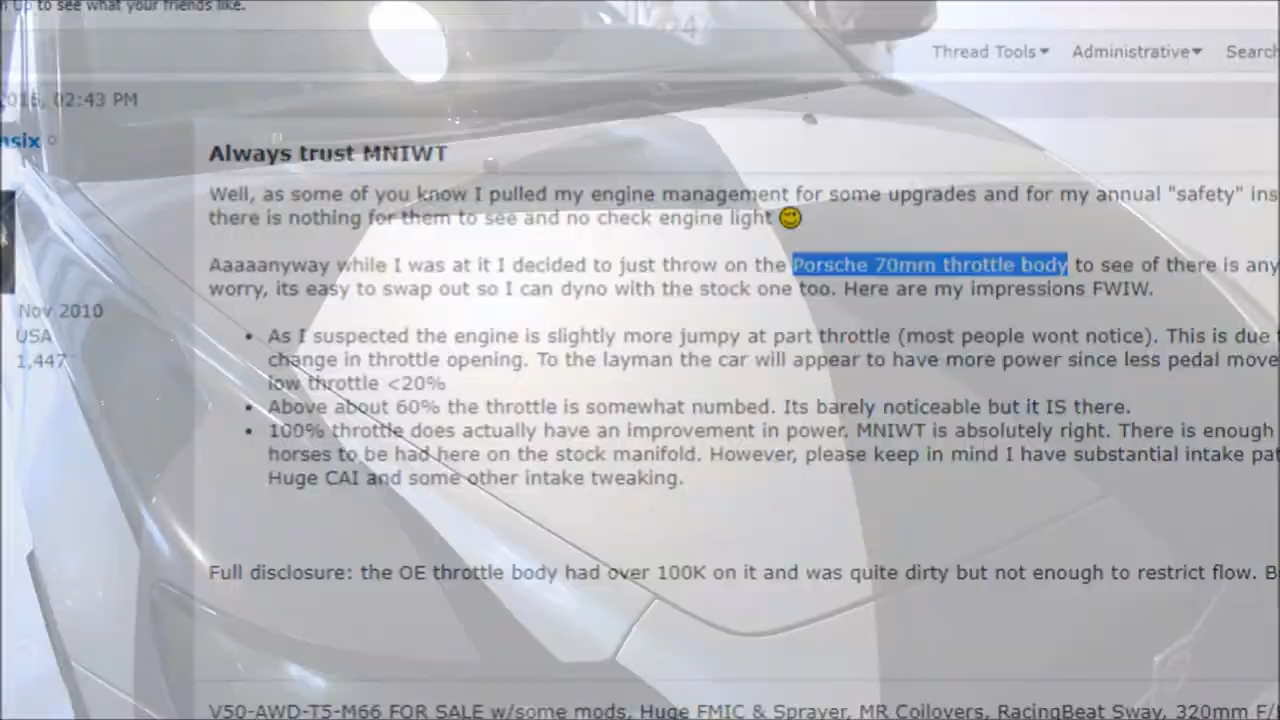 Up to see what your friends like.
Thread Tools Administrative Search
02:43 PM
Always trust MNIWT
Well, as some of you know I pulled my engine management for some upgrades and for my annual "safety" ins
there is nothing for them to see and no check engine light
Aaaaanyway while I was at it I decided to just throw on the Porsche 70mm throttle body to see of there is any
worry, its easy to swap out so I can dyno with the stock one too. Here are my impressions FWIW.
Nov 2010
USA
1,447
As I suspected the engine is slightly more jumpy at part throttle (most people wont notice). This is due
change in throttle opening. To the layman the car will appear to have more power since less pedal move
low throttle <20%
Above about 60% the throttle is somewhat numbed. Its barely noticeable but it IS there.
100% throttle does actually have an improvement in power, MNIWT is absolutely right. There is enough
horses to be had here on the stock manifold. However, please keep in mind I have substantial intake pat
Huge CAI and some other intake tweaking.
Full disclosure: the OE throttle body had over 100K on it and was quite dirty but not enough to restrict flow. B
V50-AWD-T5-M66 FOR SALE w/some mods, Huge FMIC & Sprayer, MR Coilovers, RacingBeat Sway, 320mm F/